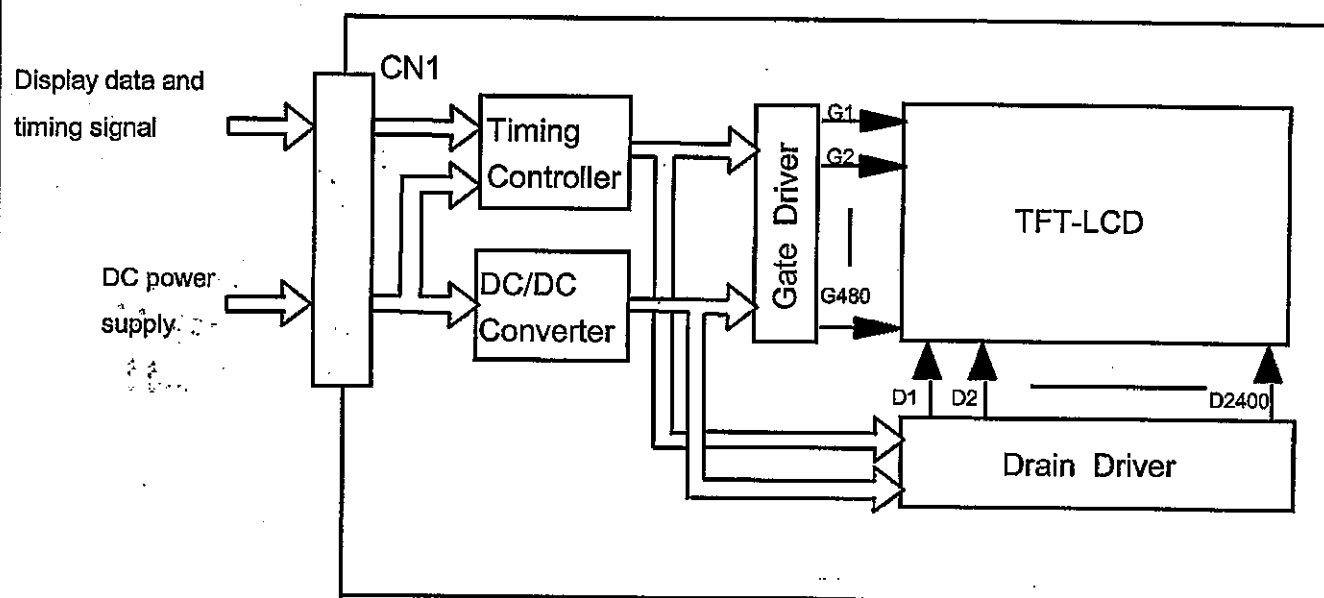 Display data and
timing signal
CN1
Timing
Controller
DC power
supply
DC/DC
Converter
Gate Driver
G1
G2
G480
TFT-LCD
D1
D2
D2400
Drain Driver